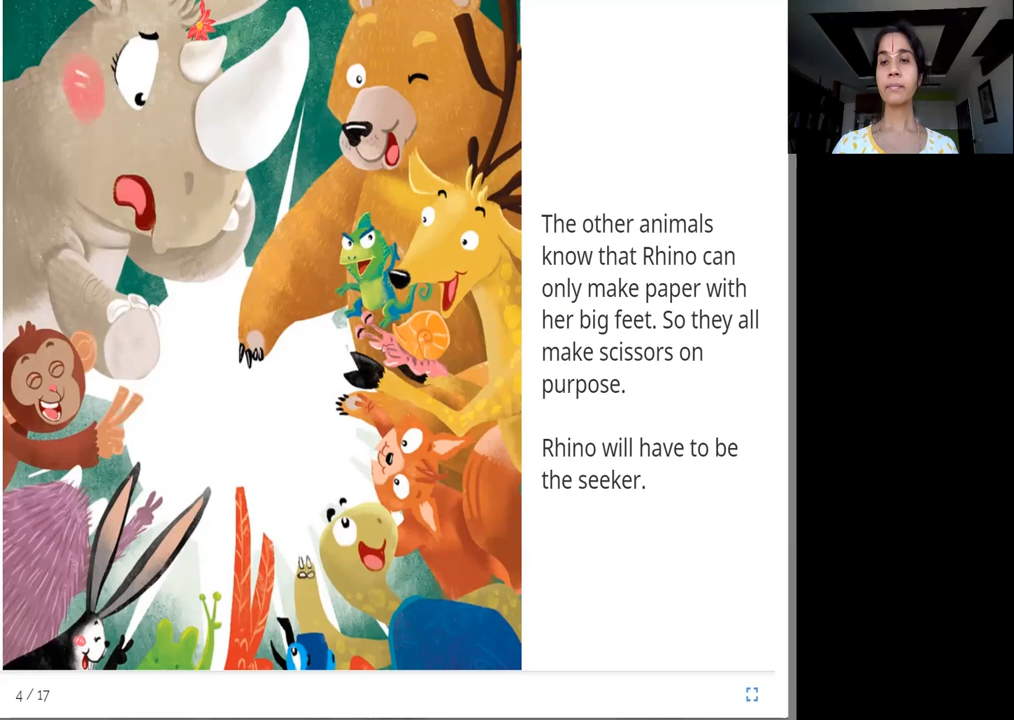 The other animals
know that Rhino can
only make paper with
her big feet. So they all
make scissors on
purpose.
Rhino will have to be
the seeker.
4 / 17